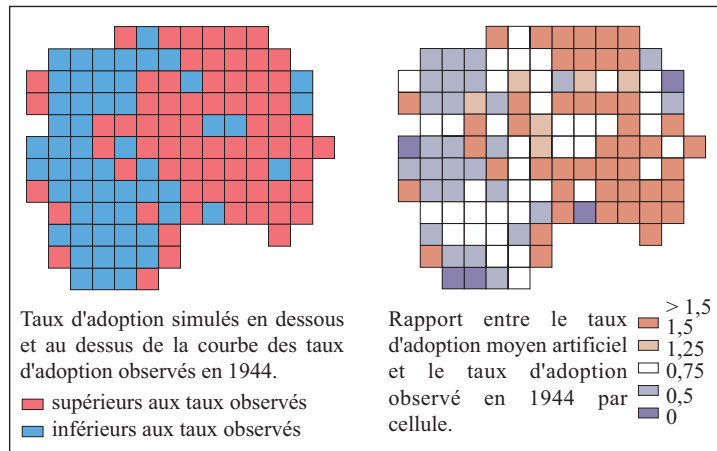 Taux d'adoption simulés en dessous
et au dessus de la courbe des taux
d'adoption observés en 1944.
supérieurs aux taux observés
inférieurs aux taux observés
Rapport entre le taux
d'adoption moyen artificiel
et le taux d'adoption
observé en 1944 par
cellule.
> 1,5
1,5
1,25
0,75
0,5
0